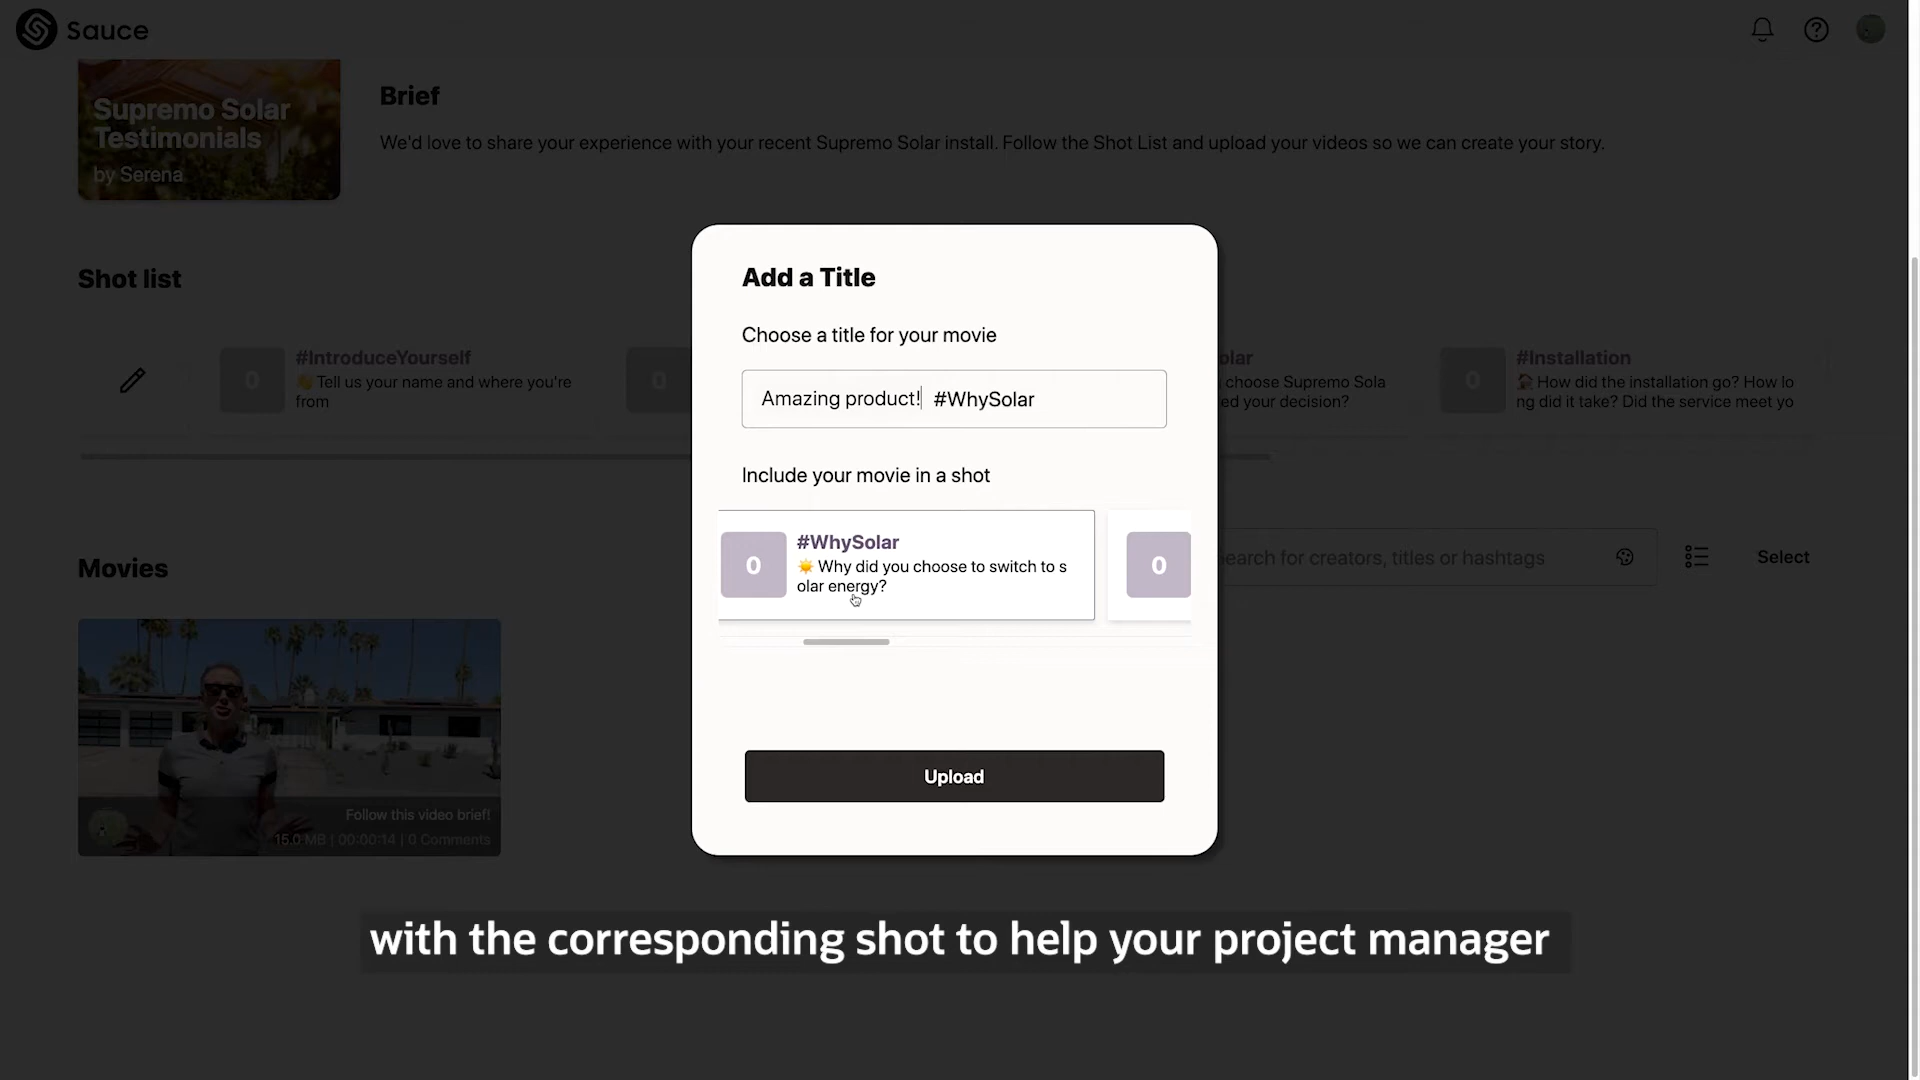 Sauce
Supremo Solar
Testimonials
by Serena
Brief
We'd love to share your experience with your recent Supremo Solar install. Follow the Shot List and upload your videos so we can create your story.
Shot list
0
#IntroduceYourself
👋 Tell us your name and where you're
from
0
olar
choose Supremo Sola
ed your decision?
0
#Installation
🏠 How did the installation go? How lo
ng did it take? Did the service meet yo
Add a Title
Choose a title for your movie
Amazing product! #WhySolar
Include your movie in a shot
0
#WhySolar
☀️ Why did you choose to switch to s
olar energy?
0
Upload
Movies
earch for creators, titles or hashtags
Select
Follow this video brief!
15.0 MB | 00:00:14 | 0 Comments
with the corresponding shot to help your project manager